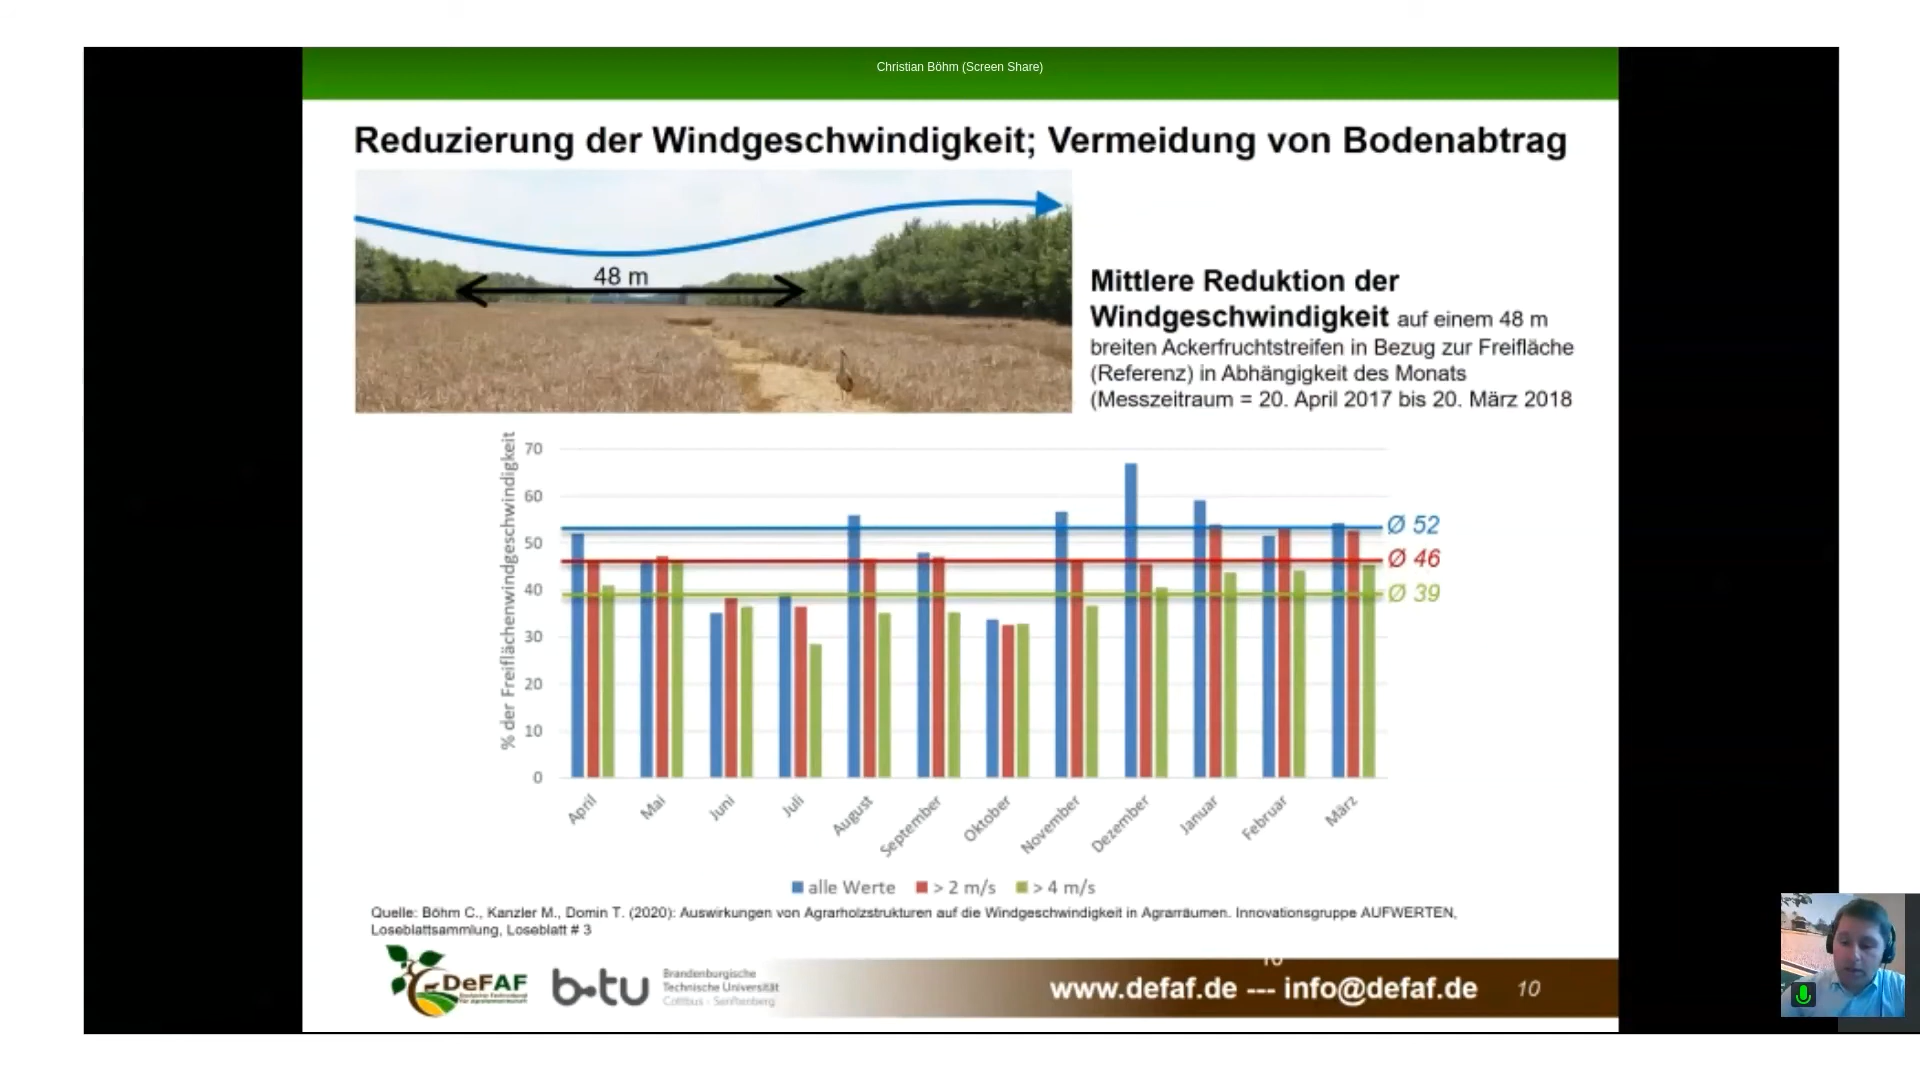 Christian Böhm (Screen Share)
Reduzierung der Windgeschwindigkeit; Vermeidung von Bodenabtrag
48 m
Mittlere Reduktion der
Windgeschwindigkeit auf einem 48 m
breiten Ackerfruchtstreifen in Bezug zur Freifläche
(Referenz) in Abhängigkeit des Monats
(Messzeitraum = 20. April 2017 bis 20. März 2018
% der Freiflächenwindgeschwindigkeit
70
60
50
40
30
20
10
0
Ø 52
Ø 46
Ø 39
April
Mai
Juni
Juli
August
September
Oktober
November
Dezember
Januar
Februar
März
alle Werte > 2 m/s > 4 m/s
Quelle: Böhm C., Kanzler M., Domin T. (2020): Auswirkungen von Agrarholzstrukturen auf die Windgeschwindigkeit in Agrarräumen. Innovationsgruppe AUFWERTEN,
Loseblattsammlung, Loseblatt # 3
DeFAF
b-tu
Brandenburgische
Technische Universität
Cottbus - Senftenberg
www.defaf.de --- info@defaf.de
10